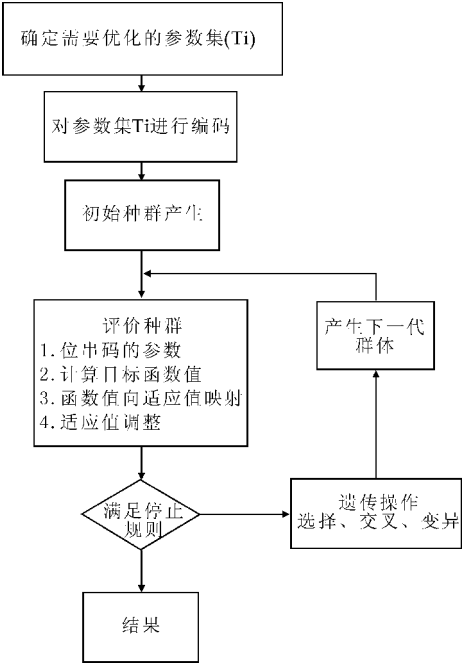 确定需要优化的参数集(Ti)
对参数集Ti进行编码
初始种群产生
评价种群
1.位串码的参数
2.计算目标函数值
3.函数值向适应值映射
4.适应值调整
产生下一代
群体
满足停止
规则
遗传操作
选择、交叉、变异
结果